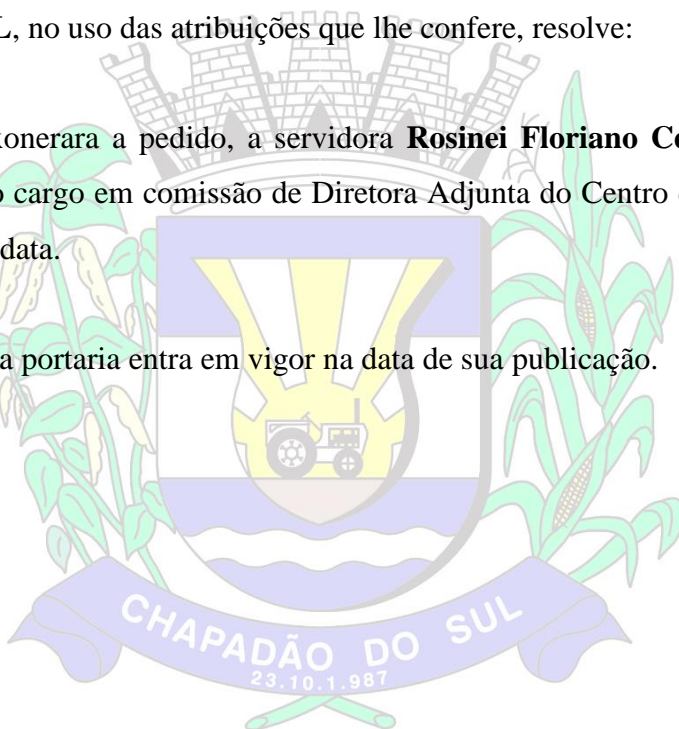 L, no uso das atribuições que lhe confere, resolve:
onerara a pedido, a servidora Rosinei Floriano Co
o cargo em comissão de Diretora Adjunta do Centro
data.
a portaria entra em vigor na data de sua publicação.
CHAPADÃO DO SUL
23.10.1.987